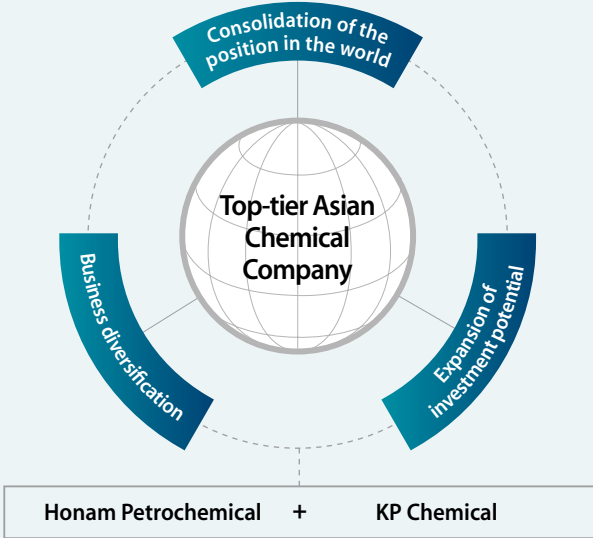 Consolidation of the
position in the world
Top-tier Asian
Chemical
Company
Business diversification
Expansion of
investment potential
Honam Petrochemical + KP Chemical